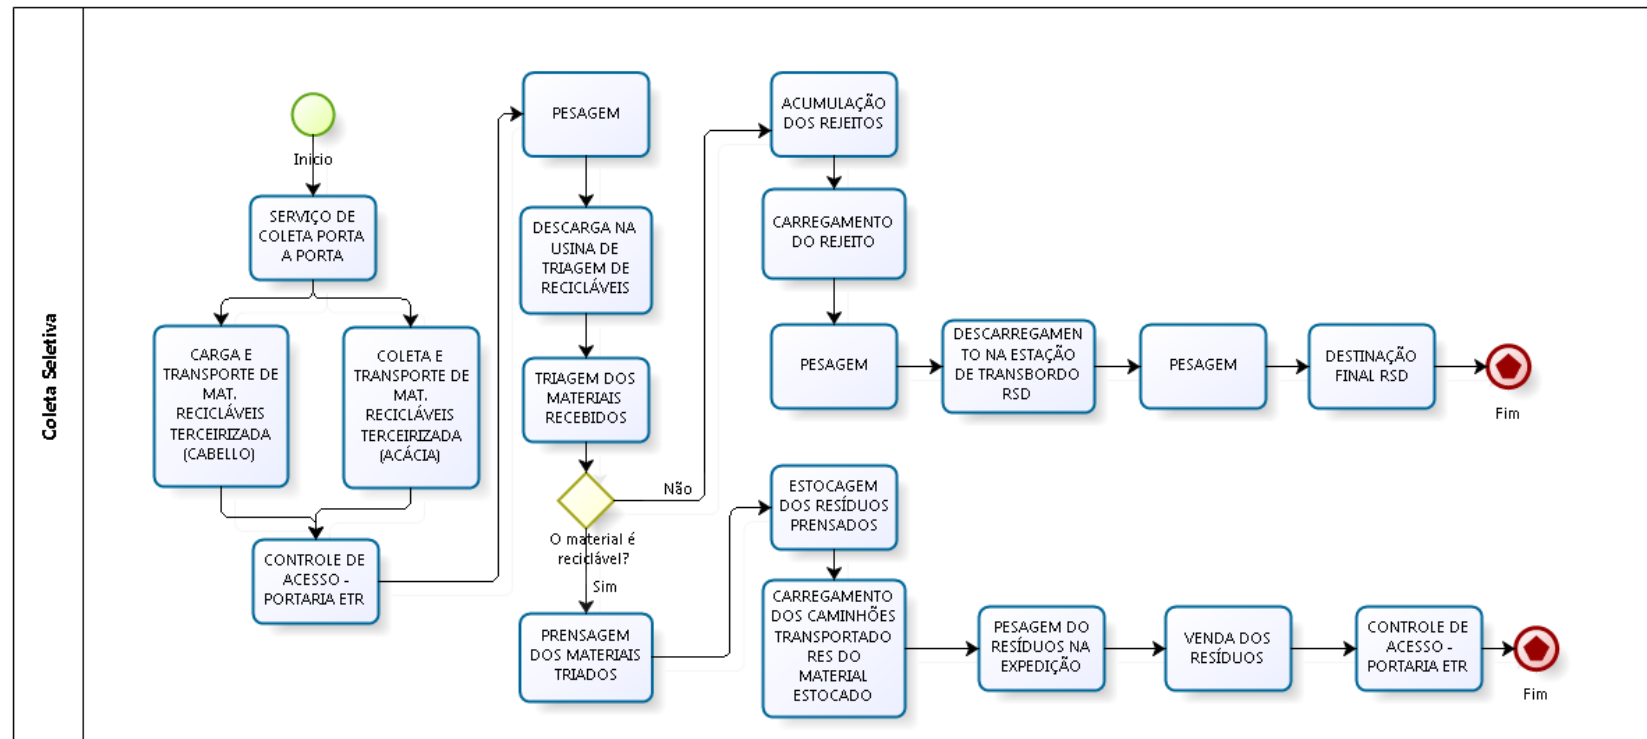 Coleta Seletiva
Inicio
SERVIÇO DE
COLETA PORTA
A PORTA
CARGA E
TRANSPORTE DE
MAT.
RECICLÁVEIS
TERCEIRIZADA
(CABELLO)
COLETA E
TRANSPORTE DE
MAT.
RECICLÁVEIS
TERCEIRIZADA
(ACÁCIA)
CONTROLE DE
ACESSO -
PORTARIA ETR
PESAGEM
DESCARGA NA
USINA DE
TRIAGEM DE
RECICLÁVEIS
TRIAGEM DOS
MATERIAIS
RECEBIDOS
O material é
reciclável?
Não
Sim
ACUMULAÇÃO
DOS REJEITOS
CARREGAMENTO
DO REJEITO
PESAGEM
DESCARREGAMEN
TO NA ESTAÇÃO
DE TRANSBORDO
RSD
PESAGEM
DESTINAÇÃO
FINAL RSD
Fim
PRENSAGEM
DOS MATERIAIS
TRIADOS
ESTOCAGEM
DOS RESÍDUOS
PRENSADOS
CARREGAMENTO
DOS CAMINHÕES
TRANSPORTADO
RES DO
MATERIAL
ESTOCADO
PESAGEM DO
RESÍDUOS NA
EXPEDIÇÃO
VENDA DOS
RESÍDUOS
CONTROLE DE
ACESSO -
PORTARIA ETR
Fim